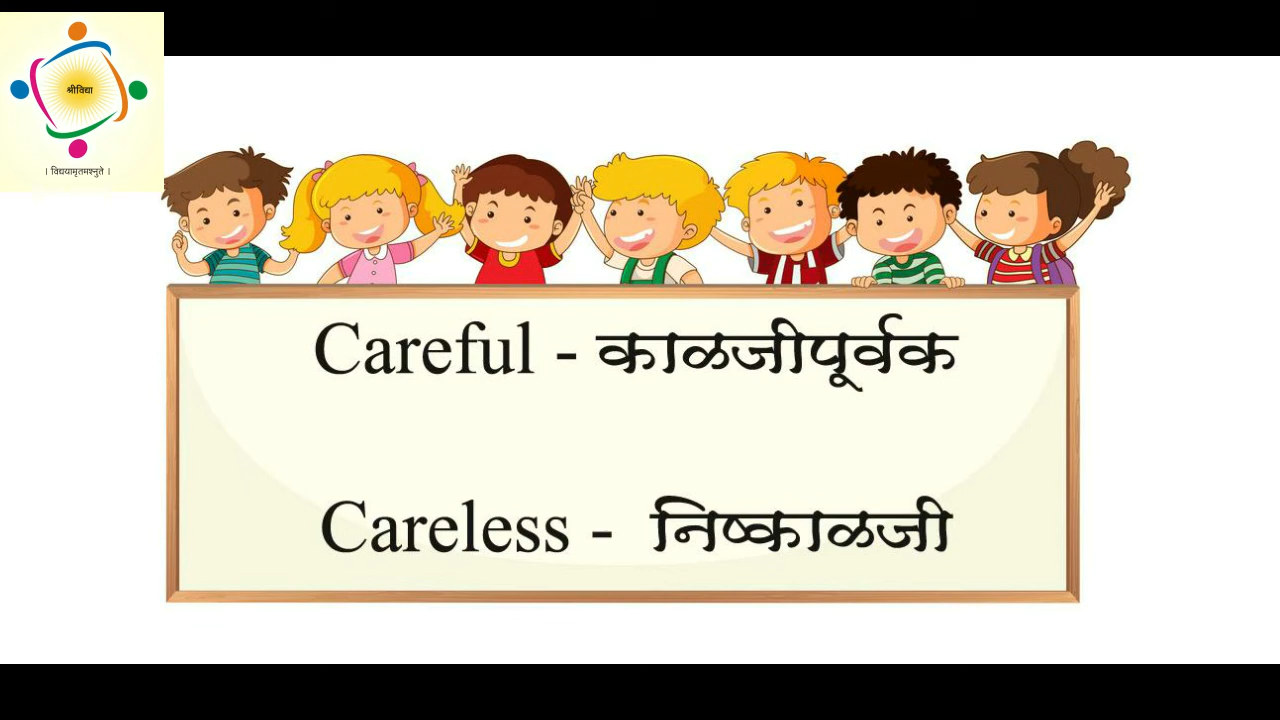 श्रीविद्या
। विद्ययामृतमश्नुते ।
Careful - काळजीपूर्वक
Careless - निष्काळजी